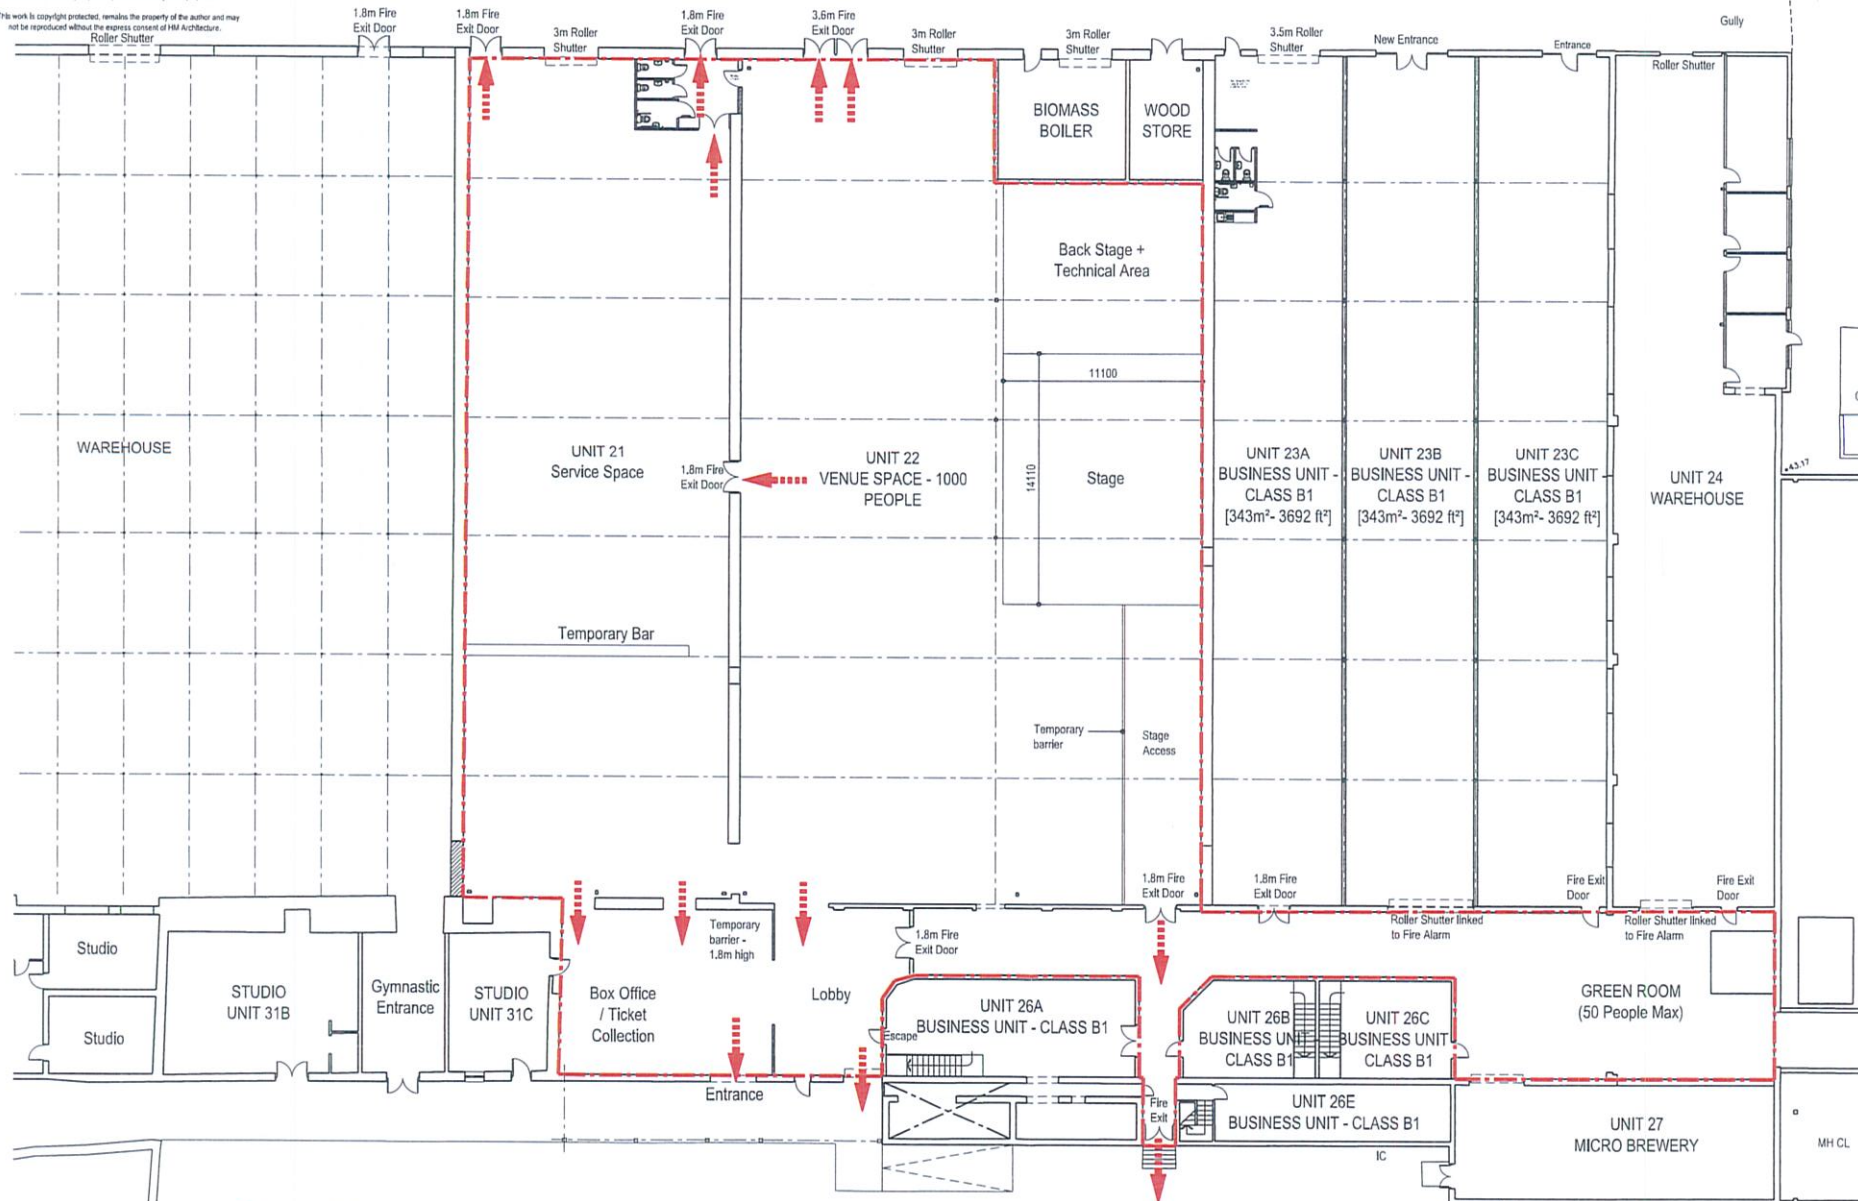 This work is copyright protected, remains the property of the author and may
not be reproduced without the express consent of HM Architecture.
Roller Shutter
1.8m Fire
Exit Door
1.8m Fire
Exit Door
3m Roller
Shutter
1.8m Fire
Exit Door
3.6m Fire
Exit Door
3m Roller
Shutter
3m Roller
Shutter
3.5m Roller
Shutter
New Entrance
Entrance
Roller Shutter
Gully
BIOMASS
BOILER
WOOD
STORE
Back Stage +
Technical Area
11100
14110
Stage
WAREHOUSE
UNIT 21
Service Space
1.8m Fire
Exit Door
UNIT 22
VENUE SPACE - 1000
PEOPLE
UNIT 23A
BUSINESS UNIT -
CLASS B1
[343m²- 3692 ft²]
UNIT 23B
BUSINESS UNIT -
CLASS B1
[343m²- 3692 ft²]
UNIT 23C
BUSINESS UNIT -
CLASS B1
[343m²- 3692 ft²]
UNIT 24
WAREHOUSE
43.17
Temporary Bar
Temporary
barrier
Stage
Access
1.8m Fire
Exit Door
1.8m Fire
Exit Door
Fire Exit
Door
Fire Exit
Door
Roller Shutter linked
to Fire Alarm
Roller Shutter linked
to Fire Alarm
Temporary
barrier -
1.8m high
1.8m Fire
Exit Door
Studio
Studio
STUDIO
UNIT 31B
Gymnastic
Entrance
STUDIO
UNIT 31C
Box Office
/ Ticket
Collection
Lobby
Escape
UNIT 26A
BUSINESS UNIT - CLASS B1
UNIT 26B
BUSINESS UNIT
CLASS B1
UNIT 26C
BUSINESS UNIT
CLASS B1
GREEN ROOM
(50 People Max)
Entrance
Fire
Exit
UNIT 26E
BUSINESS UNIT - CLASS B1
IC
UNIT 27
MICRO BREWERY
MH CL